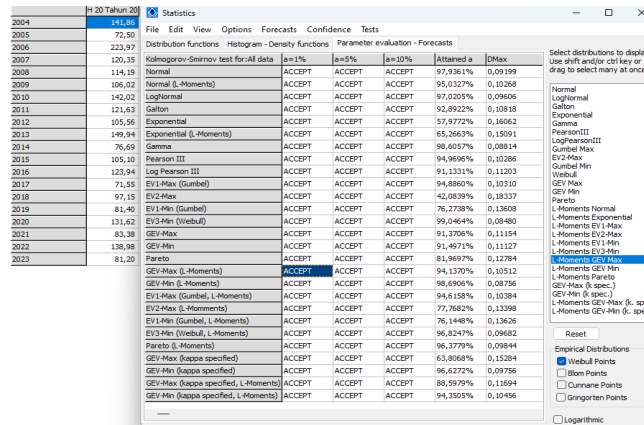 H 20 Tahun 20
2004 141,86
2005 72,50
2006 223,97
2007 120,35
2008 114,19
2009 106,02
2010 142,02
2011 121,63
2012 105,56
2013 149,94
2014 76,69
2015 105,10
2016 123,94
2017 71,55
2018 97,15
2019 81,40
2020 131,62
2021 83,38
2022 138,98
2023 81,20
Statistics
File Edit View Options Forecasts Confidence Tests
Distribution functions Histogram - Density functions Parameter evaluation - Forecasts
Kolmogorov-Smirnov test for:All data a=1% a=5% a=10% Attained a DMax
Normal ACCEPT ACCEPT ACCEPT 97,9361% 0,09199
Normal (L-Moments) ACCEPT ACCEPT ACCEPT 95,0327% 0,10268
LogNormal ACCEPT ACCEPT ACCEPT 97,0205% 0,09606
Galton ACCEPT ACCEPT ACCEPT 92,8922% 0,10818
Exponential ACCEPT ACCEPT ACCEPT 57,9772% 0,16062
Exponential (L-Moments) ACCEPT ACCEPT ACCEPT 65,2663% 0,15091
Gamma ACCEPT ACCEPT ACCEPT 98,6057% 0,08814
Pearson III ACCEPT ACCEPT ACCEPT 94,9696% 0,10286
Log Pearson III ACCEPT ACCEPT ACCEPT 91,1331% 0,11203
EV1-Max (Gumbel) ACCEPT ACCEPT ACCEPT 94,8860% 0,10310
EV2-Max ACCEPT ACCEPT ACCEPT 42,0839% 0,18337
EV1-Min (Gumbel) ACCEPT ACCEPT ACCEPT 76,2738% 0,13608
EV3-Min (Weibull) ACCEPT ACCEPT ACCEPT 99,0464% 0,08480
GEV-Max ACCEPT ACCEPT ACCEPT 91,3706% 0,11154
GEV-Min ACCEPT ACCEPT ACCEPT 91,4971% 0,11127
Pareto ACCEPT ACCEPT ACCEPT 81,9697% 0,12784
GEV-Max (L-Moments) ACCEPT ACCEPT ACCEPT 94,1370% 0,10512
GEV-Min (L-Moments) ACCEPT ACCEPT ACCEPT 98,6906% 0,08756
EV1-Max (Gumbel, L-Moments) ACCEPT ACCEPT ACCEPT 94,6158% 0,10384
EV2-Max (L-Momments) ACCEPT ACCEPT ACCEPT 77,7682% 0,13398
EV1-Min (Gumbel, L-Moments) ACCEPT ACCEPT ACCEPT 76,1448% 0,13626
EV3-Min (Weibull, L-Moments) ACCEPT ACCEPT ACCEPT 96,8247% 0,09682
Pareto (L-Moments) ACCEPT ACCEPT ACCEPT 96,3779% 0,09844
GEV-Max (kappa specified) ACCEPT ACCEPT ACCEPT 63,8068% 0,15284
GEV-Min (kappa specified) ACCEPT ACCEPT ACCEPT 96,6272% 0,09756
GEV-Max (kappa specified, L-Moments) ACCEPT ACCEPT ACCEPT 88,5979% 0,11694
GEV-Min (kappa specified, L-Moments) ACCEPT ACCEPT ACCEPT 94,3505% 0,10456
Select distributions to displa
Use shift and/or ctrl key or
drag to select many at once
Normal
LogNormal
Galton
Exponential
Gamma
PearsonIII
LogPearsonIII
Gumbel Max
EV2-Max
Gumbel Min
Weibull
GEV Max
GEV Min
Pareto
L-Moments Normal
L-Moments Exponential
L-Moments EV1-Max
L-Moments EV2-Max
L-Moments EV1-Min
L-Moments EV3-Min
L-Moments GEV Max
L-Moments GEV Min
L-Moments Pareto
GEV-Max (k spec.)
GEV-Min (k spec.)
L-Moments GEV-Max (k. sp
L-Moments GEV-Min (k. spe
Reset
Empirical Distributions
Weibull Points
Blom Points
Cunnane Points
Gringorten Points
Logarithmic